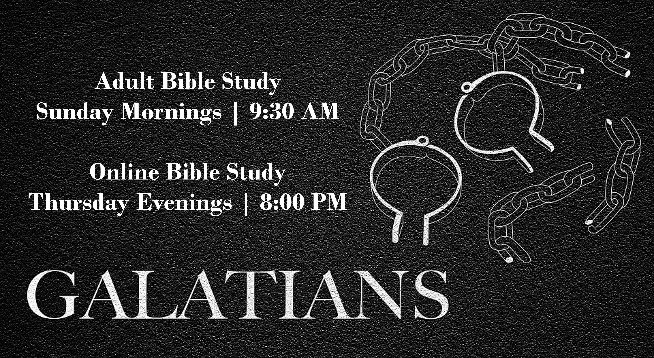 Adult Bible Study
Sunday Mornings | 9:30 AM
Online Bible Study
Thursday Evenings | 8:00 PM
GALATIANS